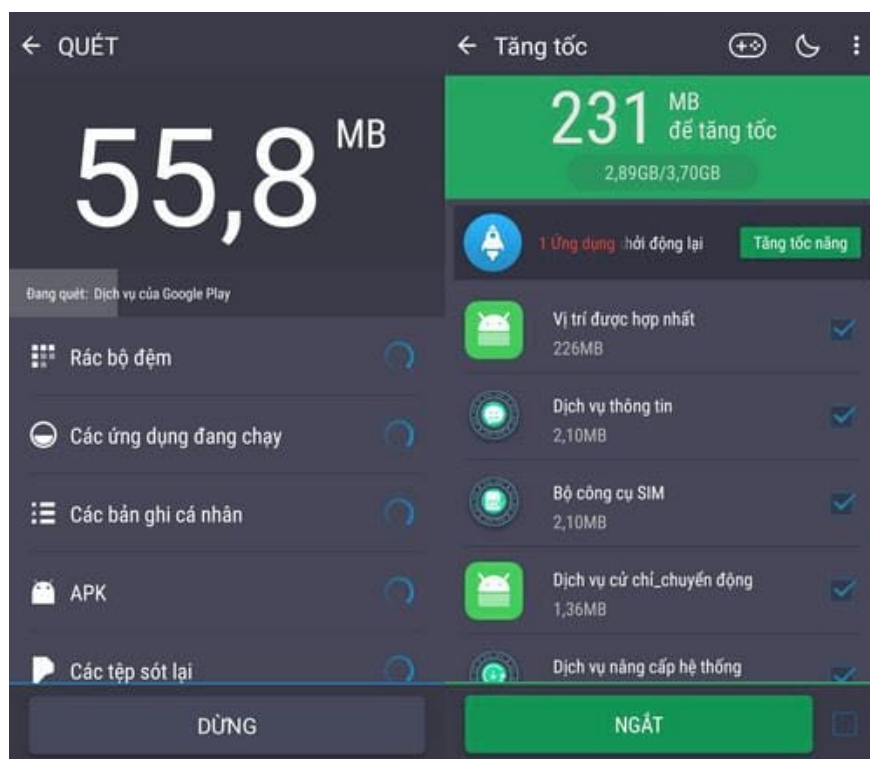 QUÉT
55,8 MB
Đang quét: Dịch vụ của Google Play
Rác bộ đệm
Các ứng dụng đang chạy
Các bản ghi cá nhân
APK
Các tệp sót lại
DỪNG
Tăng tốc
231 MB
để tăng tốc
2,89GB/3,70GB
1 Ứng dụng hởi động lại
Tăng tốc nâng
Vị trí được hợp nhất
226MB
Dịch vụ thông tin
2,10MB
Bộ công cụ SIM
2,10MB
Dịch vụ cử chỉ_chuyển động
1,36MB
Dịch vụ nâng cấp hệ thống
NGẮT